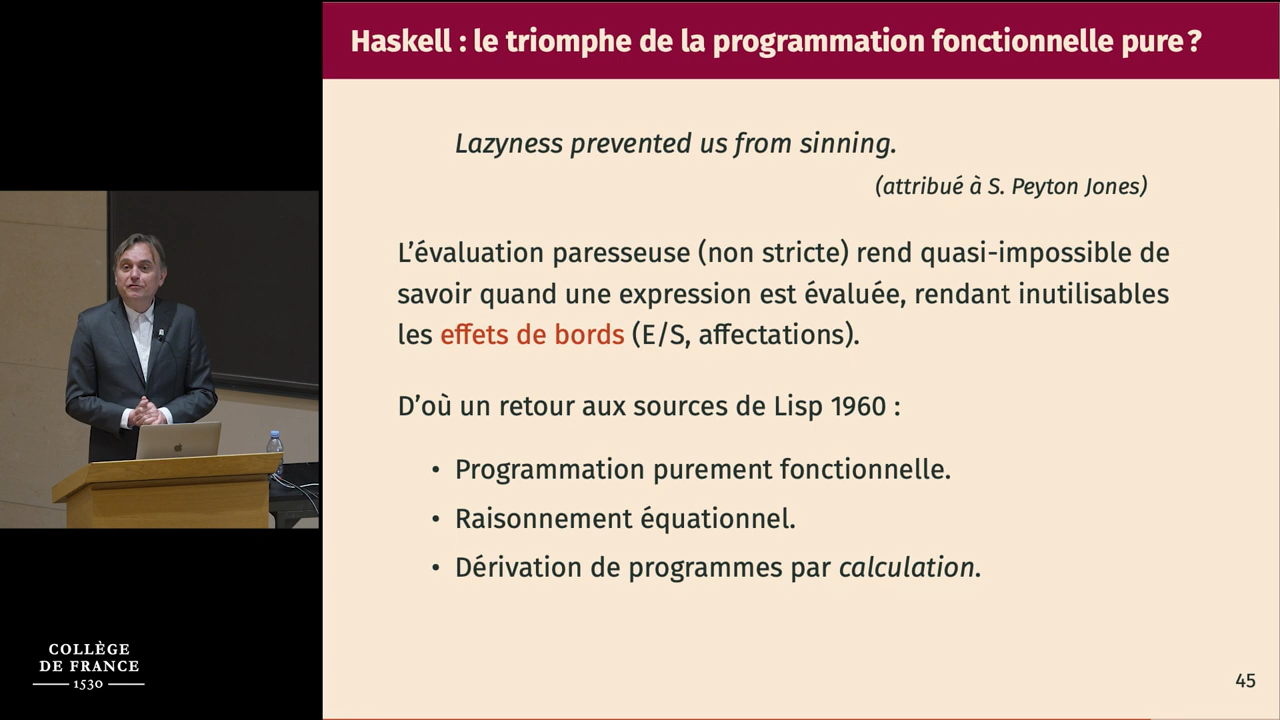 Haskell : le triomphe de la programmation fonctionnelle pure ?
Lazyness prevented us from sinning.
(attribué à S. Peyton Jones)
L'évaluation paresseuse (non stricte) rend quasi-impossible de
savoir quand une expression est évaluée, rendant inutilisables
les effets de bords (E/S, affectations).
D'où un retour aux sources de Lisp 1960 :
• Programmation purement fonctionnelle.
• Raisonnement équationnel.
• Dérivation de programmes par calculation.
COLLÈGE
DE FRANCE
1530
45